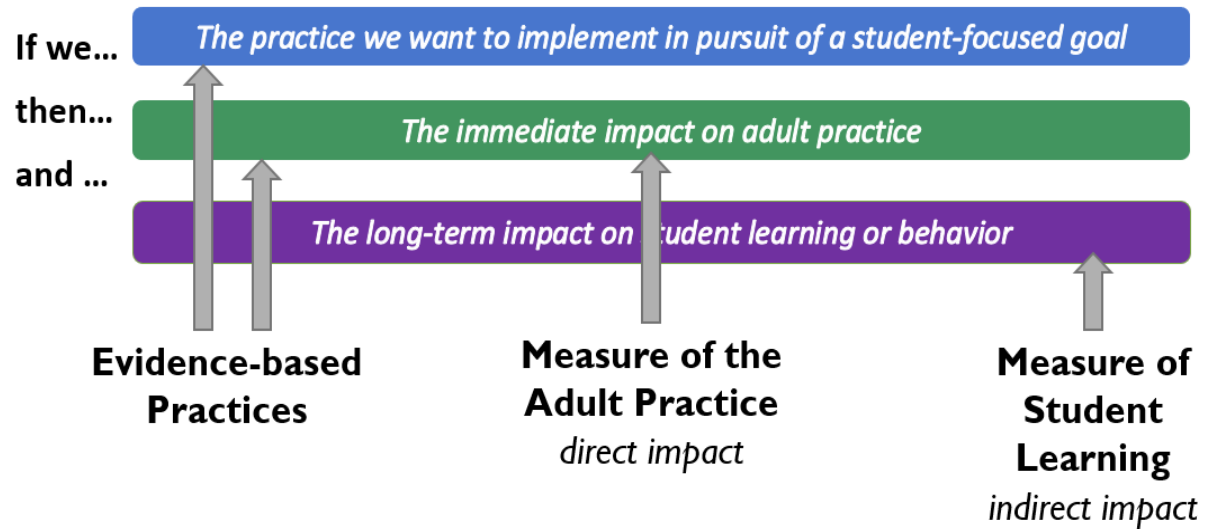 If we...
The practice we want to implement in pursuit of a student-focused goal
then...
The immediate impact on adult practice
and ...
The long-term impact on student learning or behavior
Evidence-based
Practices
Measure of the
Adult Practice
direct impact
Measure of
Student
Learning
indirect impact